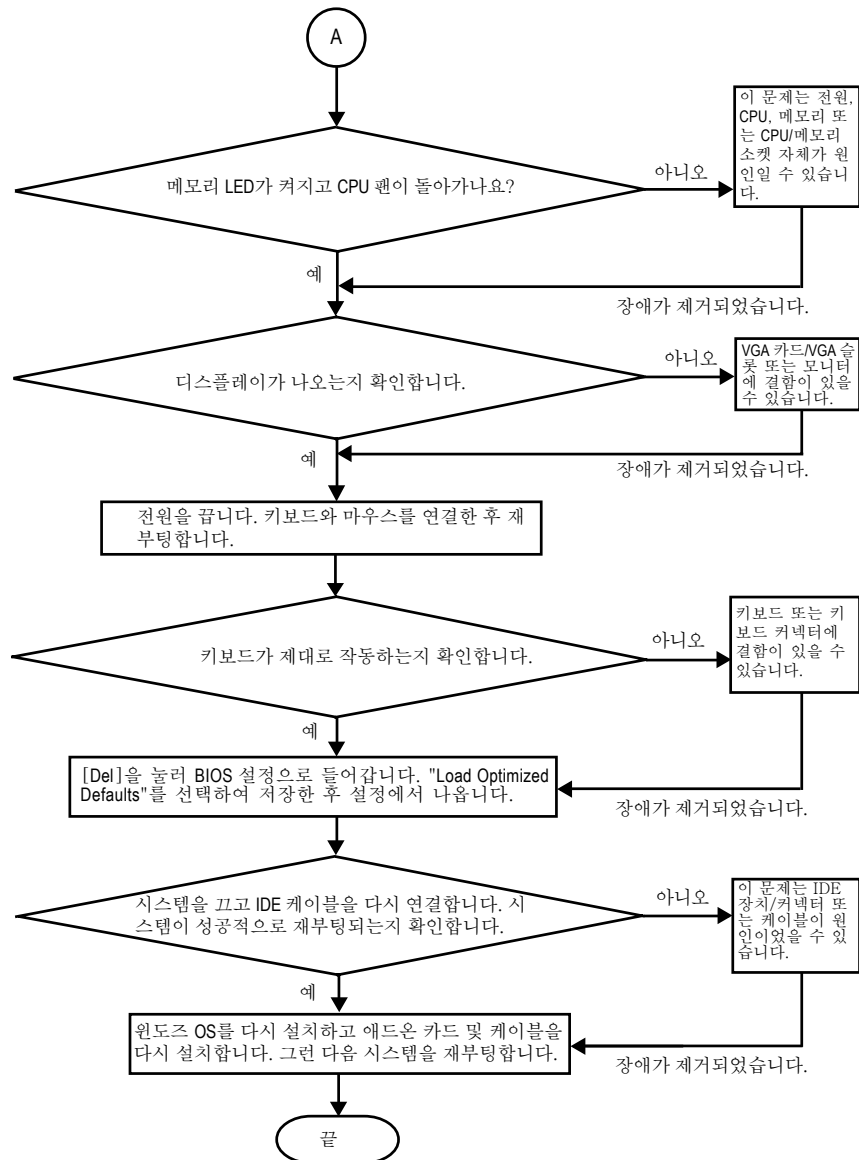 A
메모리 LED가 켜지고 CPU 팬이 돌아가나요?
아니오
이 문제는 전원,
CPU, 메모리 또
는 CPU/메모리
소켓 자체가 원
인일 수 있습니
다.
예
장애가 제거되었습니다.
디스플레이가 나오는지 확인합니다.
아니오
VGA 카드/VGA 슬
롯 또는 모니터
에 결함이 있을
수 있습니다.
예
장애가 제거되었습니다.
전원을 끕니다. 키보드와 마우스를 연결한 후 재
부팅합니다.
키보드가 제대로 작동하는지 확인합니다.
아니오
키보드 또는 키
보드 커넥터에
결함이 있을 수
있습니다.
예
[Del]을 눌러 BIOS 설정으로 들어갑니다. "Load Optimized
Defaults"를 선택하여 저장한 후 설정에서 나옵니다.
장애가 제거되었습니다.
시스템을 끄고 IDE 케이블을 다시 연결합니다. 시
스템이 성공적으로 재부팅되는지 확인합니다.
아니오
이 문제는 IDE
장치/커넥터 또
는 케이블이 원
인이었을 수 있
습니다.
예
윈도즈 OS를 다시 설치하고 애드온 카드 및 케이블을
다시 설치합니다. 그런 다음 시스템을 재부팅합니다.
장애가 제거되었습니다.
끝